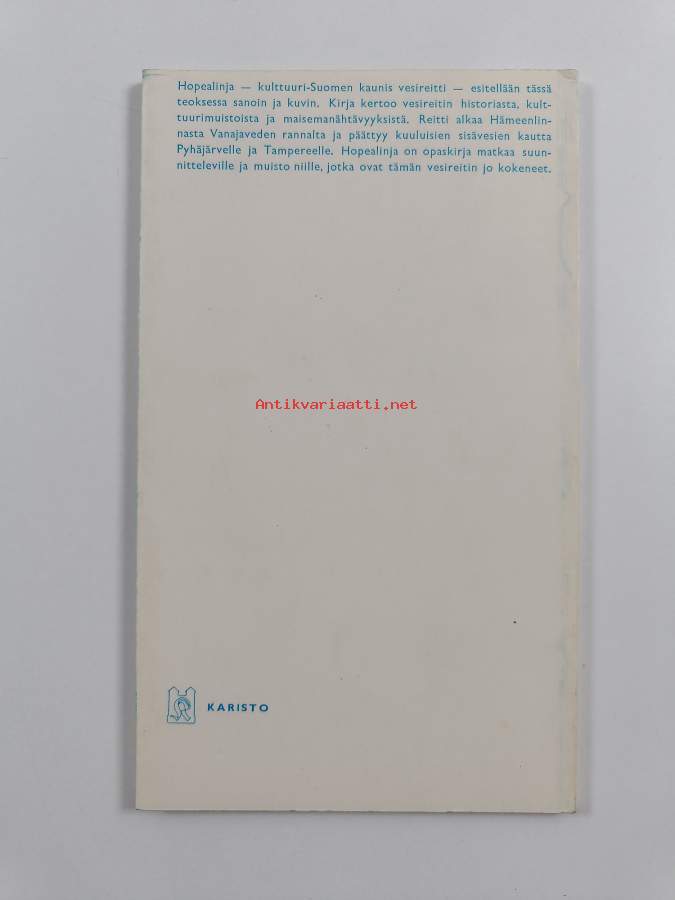 Hopealinja — kulttuuri-Suomen kaunis vesireitti — esitellään tässä
teoksessa sanoin ja kuvin. Kirja kertoo vesireitin historiasta, kult-
tuurimuistoista ja maisemanähtävyyksistä. Reitti alkaa Hämeenlin-
nasta Vanajaveden rannalta ja päättyy kuuluisien sisävesien kautta
Pyhäjärvelle ja Tampereelle. Hopealinja on opaskirja matkaa suun-
nitteleville ja muisto niille, jotka ovat tämän vesireitin jo kokeneet.
Antikvariaatti.net
KARISTO